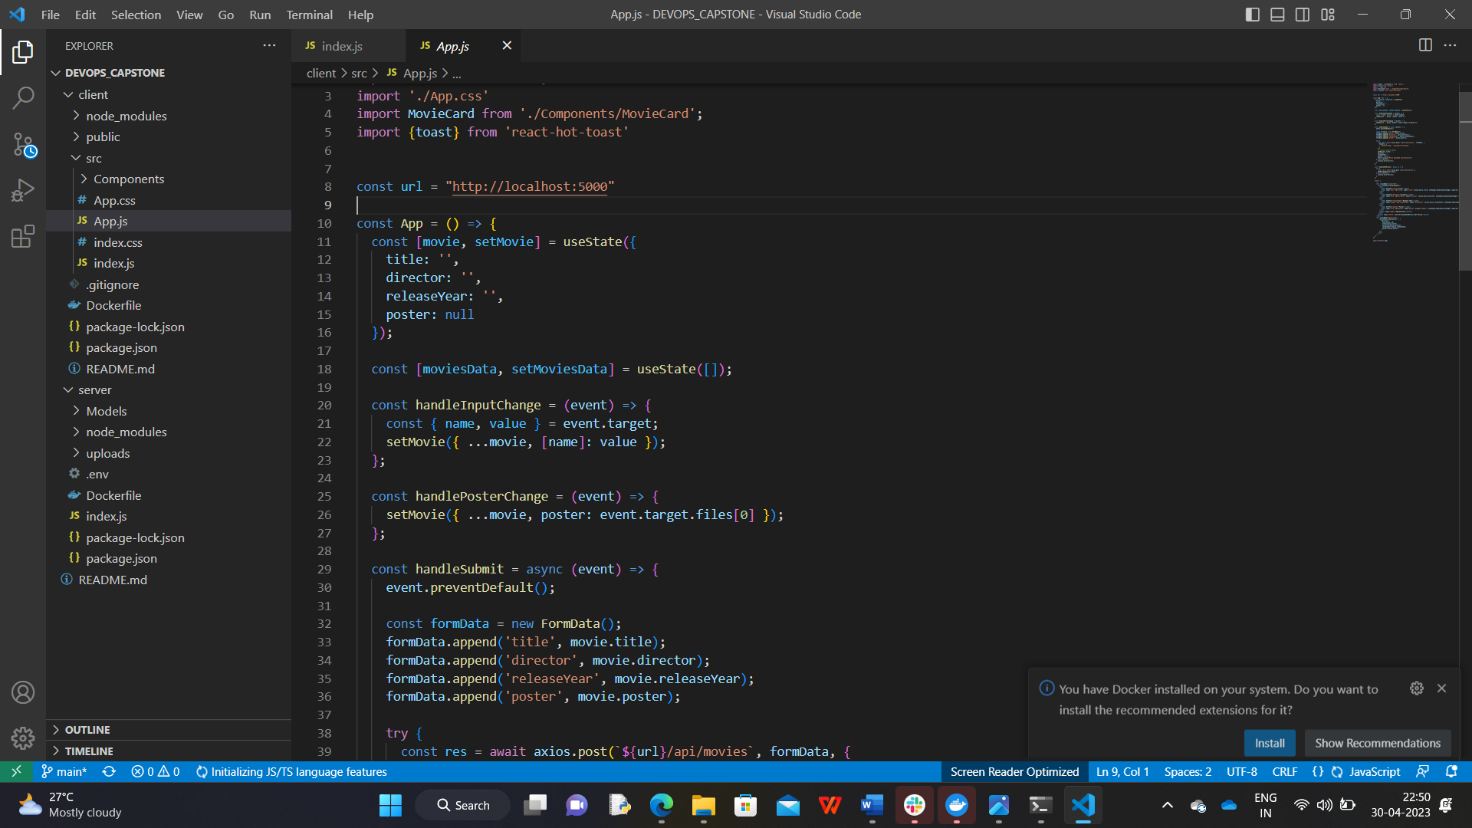 File Edit Selection View Go Run Terminal Help
App.js - DEVOPS_CAPSTONE - Visual Studio Code
EXPLORER
DEVOPS_CAPSTONE
client
node_modules
public
src
Components
# App.css
JS App.js
# index.css
JS index.js
.gitignore
Dockerfile
{} package-lock.json
{} package.json
README.md
server
Models
node_modules
uploads
.env
Dockerfile
JS index.js
{} package-lock.json
{} package.json
README.md
OUTLINE
TIMELINE
JS index.js
JS App.js
client > src > JS App.js > ...
3 import './App.css'
4 import MovieCard from './Components/MovieCard';
5 import {toast} from 'react-hot-toast'
6
7
8 const url = "http://localhost:5000"
9
10 const App = () => {
11 const [movie, setMovie] = useState({
12 title: '',
13 director: '',
14 releaseYear: '',
15 poster: null
16 });
17
18 const [moviesData, setMoviesData] = useState([]);
19
20 const handleInputChange = (event) => {
21 const { name, value } = event.target;
22 setMovie({ ...movie, [name]: value });
23 };
24
25 const handlePosterChange = (event) => {
26 setMovie({ ...movie, poster: event.target.files[0] });
27 };
28
29 const handleSubmit = async (event) => {
30 event.preventDefault();
31
32 const formData = new FormData();
33 formData.append('title', movie.title);
34 formData.append('director', movie.director);
35 formData.append('releaseYear', movie.releaseYear);
36 formData.append('poster', movie.poster);
37
38 try {
39 const res = await axios.post(`${url}/api/movies`, formData, {
You have Docker installed on your system. Do you want to
install the recommended extensions for it?
Install
Show Recommendations
main* 0 0 Initializing JS/TS language features
Screen Reader Optimized Ln 9, Col 1 Spaces: 2 UTF-8 CRLF {} JavaScript
27°C
Mostly cloudy
Search
ENG
IN
22:50
30-04-2023